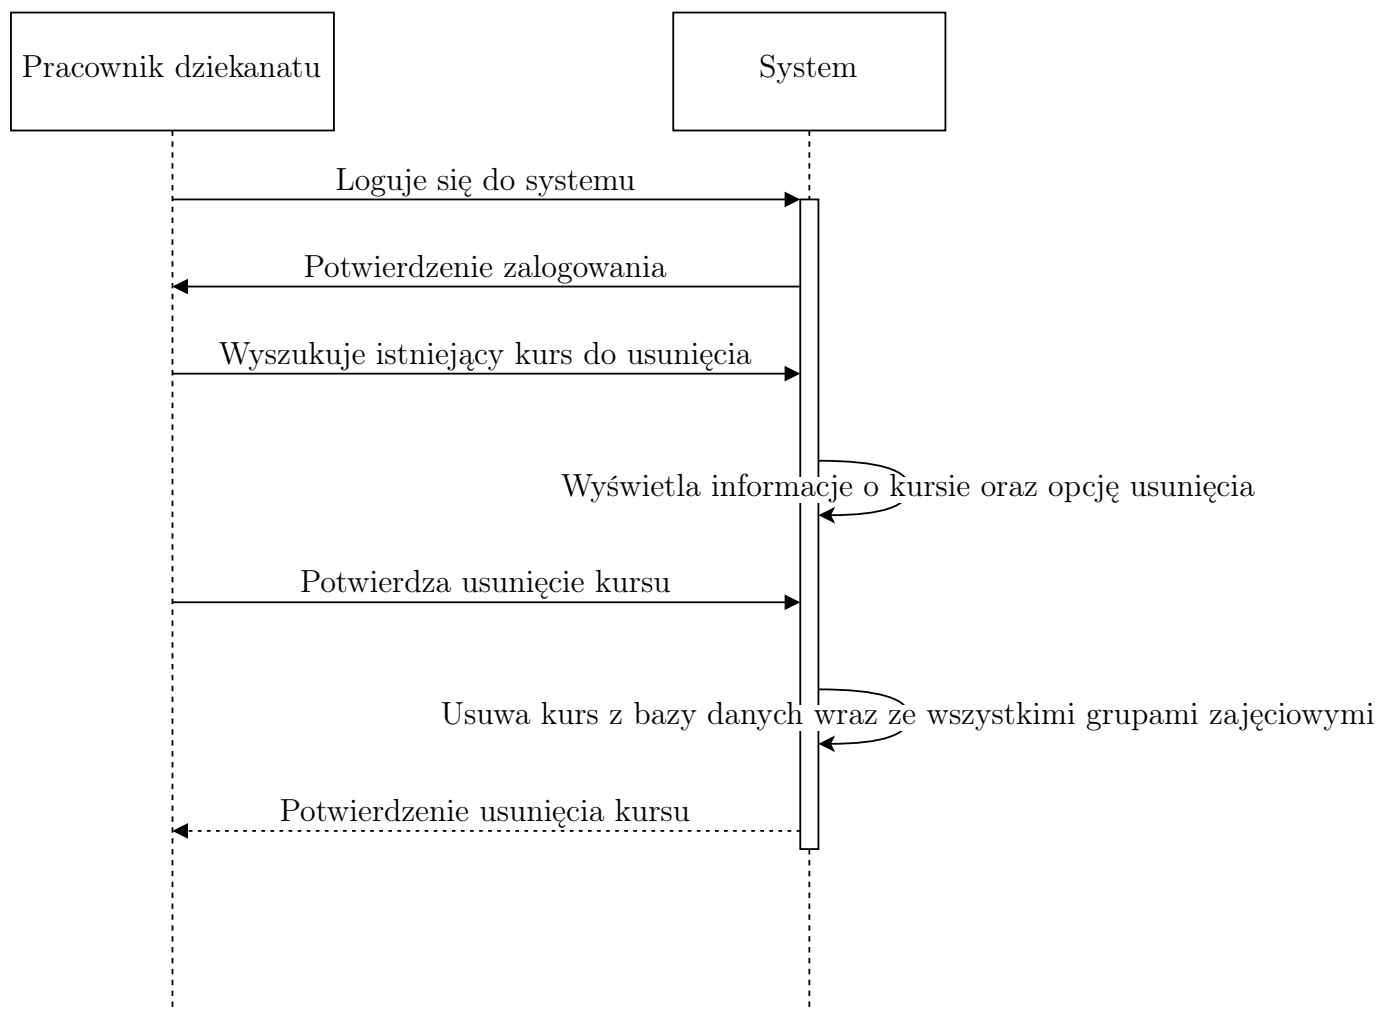 Pracownik dziekanatu
System
Loguje się do systemu
Potwierdzenie zalogowania
Wyszukuje istniejący kurs do usunięcia
Wyświetla informacje o kursie oraz opcję usunięcia
Potwierdza usunięcie kursu
Usuwa kurs z bazy danych wraz ze wszystkimi grupami zajęciowymi
Potwierdzenie usunięcia kursu